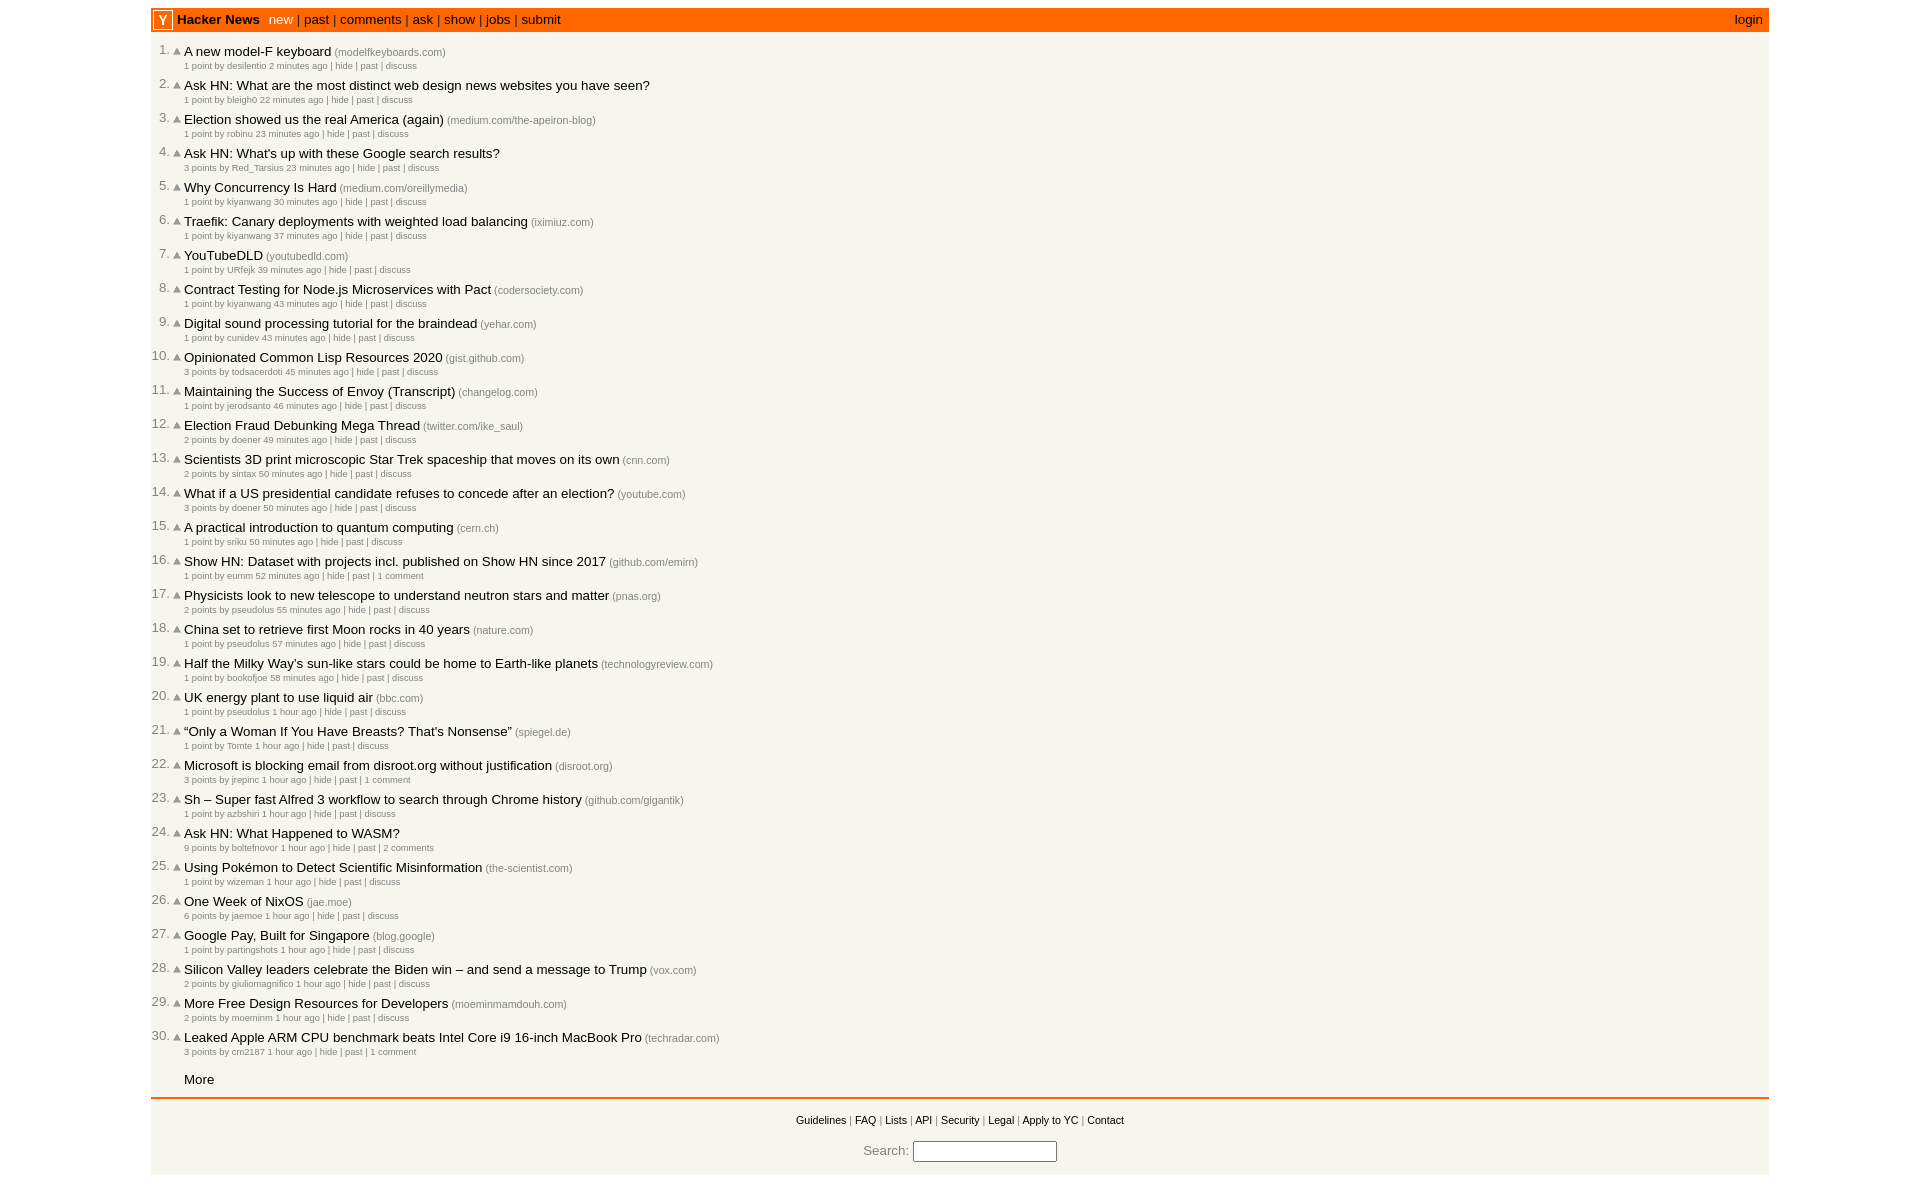 Y Hacker News new | past | comments | ask | show | jobs | submit login
1. A new model-F keyboard (modelfkeyboards.com)
1 point by desilentio 2 minutes ago | hide | past | discuss
2. Ask HN: What are the most distinct web design news websites you have seen?
1 point by bleigh0 22 minutes ago | hide | past | discuss
3. Election showed us the real America (again) (medium.com/the-apeiron-blog)
1 point by robinu 23 minutes ago | hide | past | discuss
4. Ask HN: What's up with these Google search results?
3 points by Red_Tarsius 23 minutes ago | hide | past | discuss
5. Why Concurrency Is Hard (medium.com/oreillymedia)
1 point by kiyanwang 30 minutes ago | hide | past | discuss
6. Traefik: Canary deployments with weighted load balancing (iximiuz.com)
1 point by kiyanwang 37 minutes ago | hide | past | discuss
7. YouTubeDLD (youtubedld.com)
1 point by URfejk 39 minutes ago | hide | past | discuss
8. Contract Testing for Node.js Microservices with Pact (codersociety.com)
1 point by kiyanwang 43 minutes ago | hide | past | discuss
9. Digital sound processing tutorial for the braindead (yehar.com)
1 point by cunidev 43 minutes ago | hide | past | discuss
10. Opinionated Common Lisp Resources 2020 (gist.github.com)
3 points by todsacerdoti 45 minutes ago | hide | past | discuss
11. Maintaining the Success of Envoy (Transcript) (changelog.com)
1 point by jerodsanto 46 minutes ago | hide | past | discuss
12. Election Fraud Debunking Mega Thread (twitter.com/ike_saul)
2 points by doener 49 minutes ago | hide | past | discuss
13. Scientists 3D print microscopic Star Trek spaceship that moves on its own (cnn.com)
2 points by sintax 50 minutes ago | hide | past | discuss
14. What if a US presidential candidate refuses to concede after an election? (youtube.com)
3 points by doener 50 minutes ago | hide | past | discuss
15. A practical introduction to quantum computing (cern.ch)
1 point by sriku 50 minutes ago | hide | past | discuss
16. Show HN: Dataset with projects incl. published on Show HN since 2017 (github.com/emirn)
1 point by eumm 52 minutes ago | hide | past | 1 comment
17. Physicists look to new telescope to understand neutron stars and matter (pnas.org)
2 points by pseudolus 55 minutes ago | hide | past | discuss
18. China set to retrieve first Moon rocks in 40 years (nature.com)
1 point by pseudolus 57 minutes ago | hide | past | discuss
19. Half the Milky Way’s sun-like stars could be home to Earth-like planets (technologyreview.com)
1 point by bookofjoe 58 minutes ago | hide | past | discuss
20. UK energy plant to use liquid air (bbc.com)
1 point by pseudolus 1 hour ago | hide | past | discuss
21. “Only a Woman If You Have Breasts? That's Nonsense” (spiegel.de)
1 point by Tomte 1 hour ago | hide | past | discuss
22. Microsoft is blocking email from disroot.org without justification (disroot.org)
3 points by jrepinc 1 hour ago | hide | past | 1 comment
23. Sh – Super fast Alfred 3 workflow to search through Chrome history (github.com/gigantik)
1 point by azbshiri 1 hour ago | hide | past | discuss
24. Ask HN: What Happened to WASM?
9 points by boltefnovor 1 hour ago | hide | past | 2 comments
25. Using Pokémon to Detect Scientific Misinformation (the-scientist.com)
1 point by wizeman 1 hour ago | hide | past | discuss
26. One Week of NixOS (jae.moe)
6 points by jaemoe 1 hour ago | hide | past | discuss
27. Google Pay, Built for Singapore (blog.google)
1 point by partingshots 1 hour ago | hide | past | discuss
28. Silicon Valley leaders celebrate the Biden win – and send a message to Trump (vox.com)
2 points by giuliomagnifico 1 hour ago | hide | past | discuss
29. More Free Design Resources for Developers (moeminmamdouh.com)
2 points by moeminm 1 hour ago | hide | past | discuss
30. Leaked Apple ARM CPU benchmark beats Intel Core i9 16-inch MacBook Pro (techradar.com)
3 points by cm2187 1 hour ago | hide | past | 1 comment
More
Guidelines | FAQ | Lists | API | Security | Legal | Apply to YC | Contact
Search: